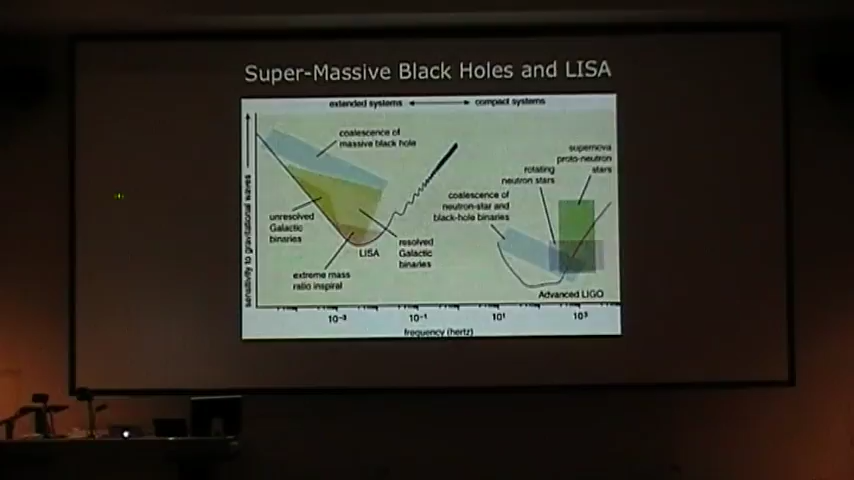 Super-Massive Black Holes and LISA
extended systems
compact systems
coalescence of
massive black hole
supernova
proto-neutron
stars
rotating
neutron stars
coalescence of
neutron-star and
black-hole binaries
unresolved
Galactic
binaries
resolved
Galactic
binaries
LISA
extreme mass
ratio inspiral
Advanced LIGO
sensitivity to gravitational waves
10-3
10-1
101
103
frequency (hertz)